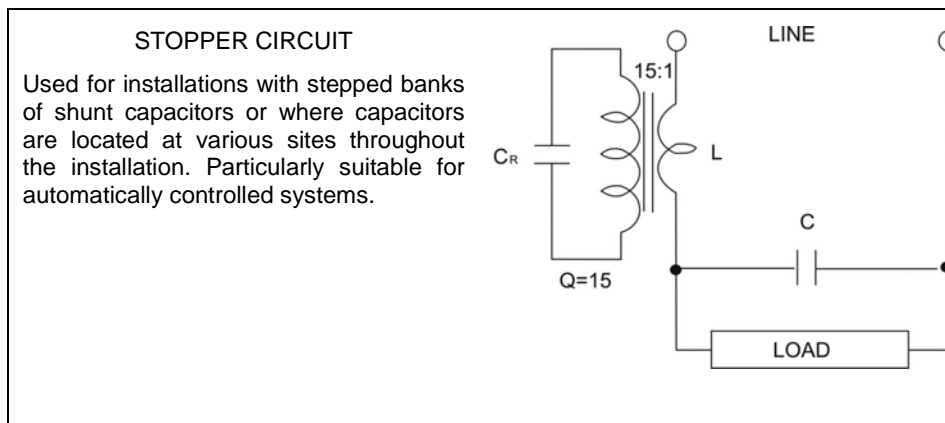 STOPPER CIRCUIT
Used for installations with stepped banks
of shunt capacitors or where capacitors
are located at various sites throughout
the installation. Particularly suitable for
automatically controlled systems.
LINE
15:1
CR
L
C
Q=15
LOAD